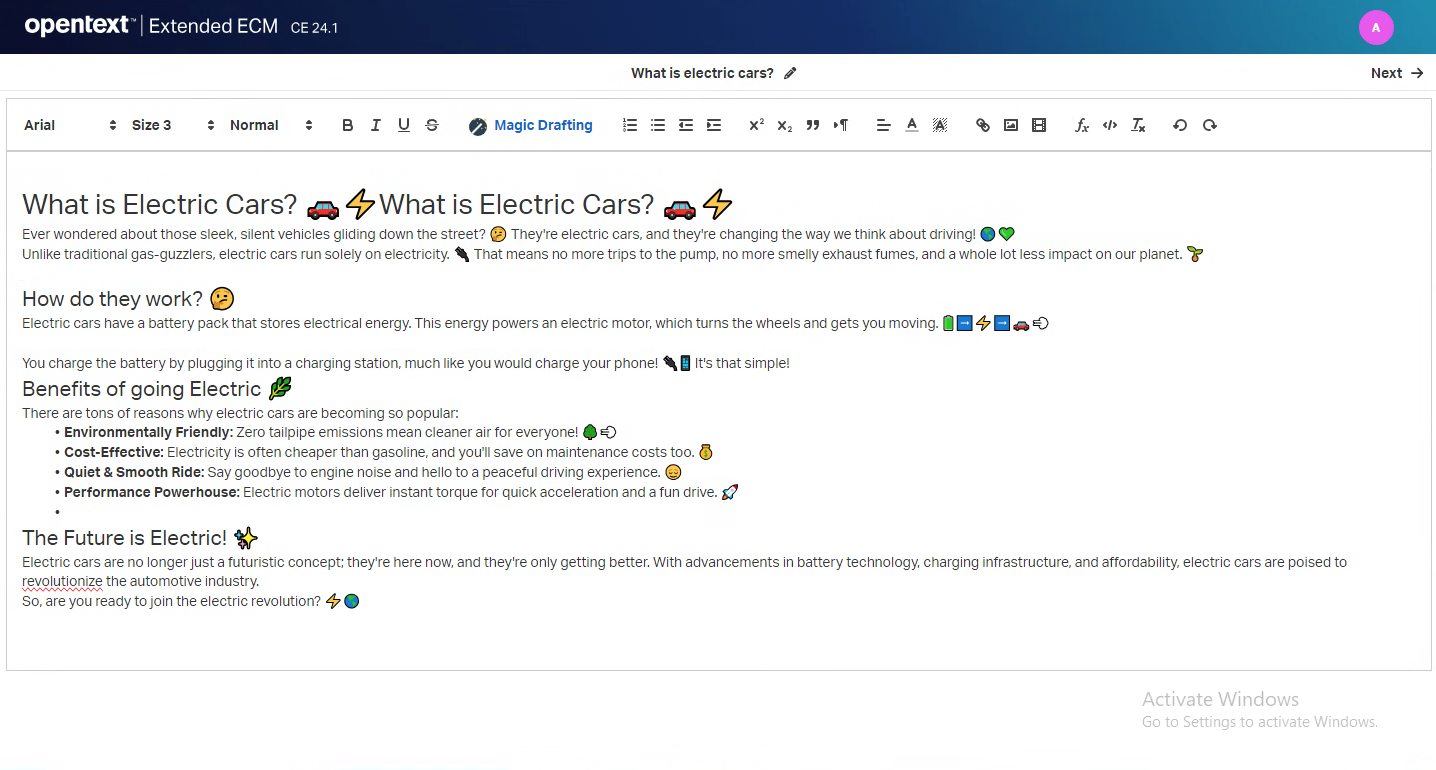 opentext™ | Extended ECM CE 24.1
A
What is electric cars?
Next →
Arial Size 3 Normal B I U S Magic Drafting
What is Electric Cars? 🚗⚡What is Electric Cars? 🚗⚡
Ever wondered about those sleek, silent vehicles gliding down the street? 🤔 They're electric cars, and they're changing the way we think about driving! 🌎💚
Unlike traditional gas-guzzlers, electric cars run solely on electricity. 🔌 That means no more trips to the pump, no more smelly exhaust fumes, and a whole lot less impact on our planet. 🌱
How do they work? 🤔
Electric cars have a battery pack that stores electrical energy. This energy powers an electric motor, which turns the wheels and gets you moving. 🔋➡️⚡➡️🚗💨
You charge the battery by plugging it into a charging station, much like you would charge your phone! 🔌📱 It's that simple!
Benefits of going Electric 🌿
There are tons of reasons why electric cars are becoming so popular:
• Environmentally Friendly: Zero tailpipe emissions mean cleaner air for everyone! 🌳💨
• Cost-Effective: Electricity is often cheaper than gasoline, and you'll save on maintenance costs too. 💰
• Quiet & Smooth Ride: Say goodbye to engine noise and hello to a peaceful driving experience. 😌
• Performance Powerhouse: Electric motors deliver instant torque for quick acceleration and a fun drive. 🚀
•
The Future is Electric! ✨
Electric cars are no longer just a futuristic concept; they're here now, and they're only getting better. With advancements in battery technology, charging infrastructure, and affordability, electric cars are poised to
revolutionize the automotive industry.
So, are you ready to join the electric revolution? ⚡🌎
Activate Windows
Go to Settings to activate Windows.